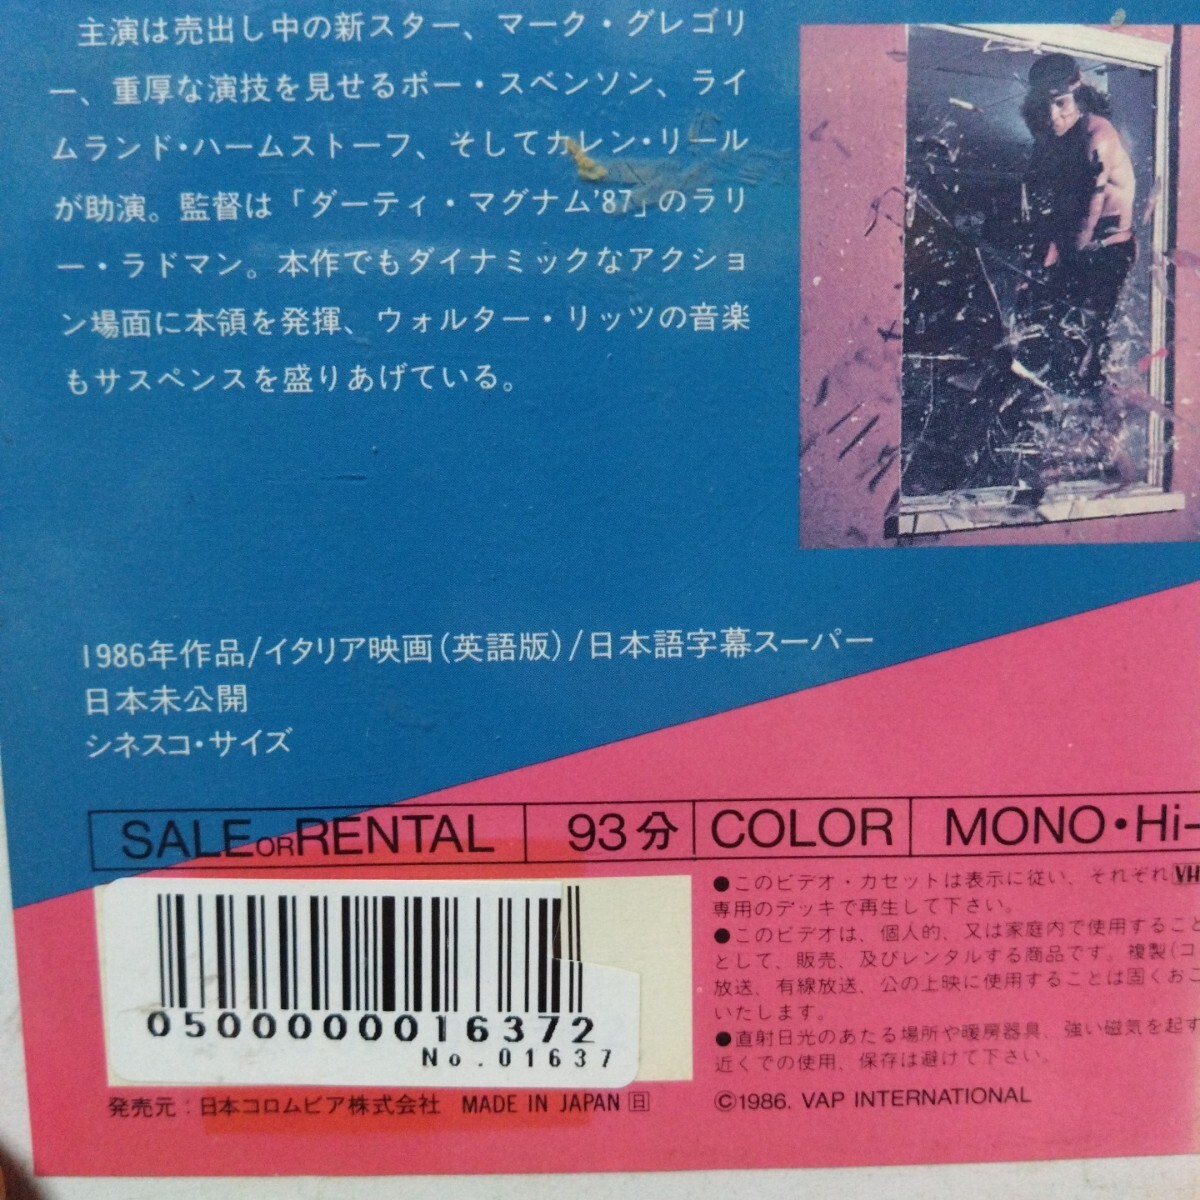 主演は売出し中の新スター、マーク・グレゴリ
ー、重厚な演技を見せるボー・スベンソン、ライ
ムランド・ハームストーフ、そしてカレン・リール
が助演。監督は「ダーティ・マグナム'87」のラリ
ー・ラドマン。本作でもダイナミックなアクショ
ン場面に本領を発揮、ウォルター・リッツの音楽
もサスペンスを盛りあげている。
1986年作品/イタリア映画(英語版)/日本語字幕スーパー
日本未公開
シネスコ・サイズ
SALE OR RENTAL 93分 COLOR MONO・Hi-
●このビデオ・カセットは表示に従い、それぞれVH
専用のデッキで再生して下さい。
●このビデオは、個人的、又は家庭内で使用すること
として、販売、及びレンタルする商品です。複製(コ
放送、有線放送、公の上映に使用することは固くおこ
いたします。
●直射日光のあたる場所や暖房器具、強い磁気を起す
近くでの使用、保存は避けて下さい。
©1986. VAP INTERNATIONAL
0500000016372
No.01637
発売元:日本コロムビア株式会社 MADE IN JAPAN 日